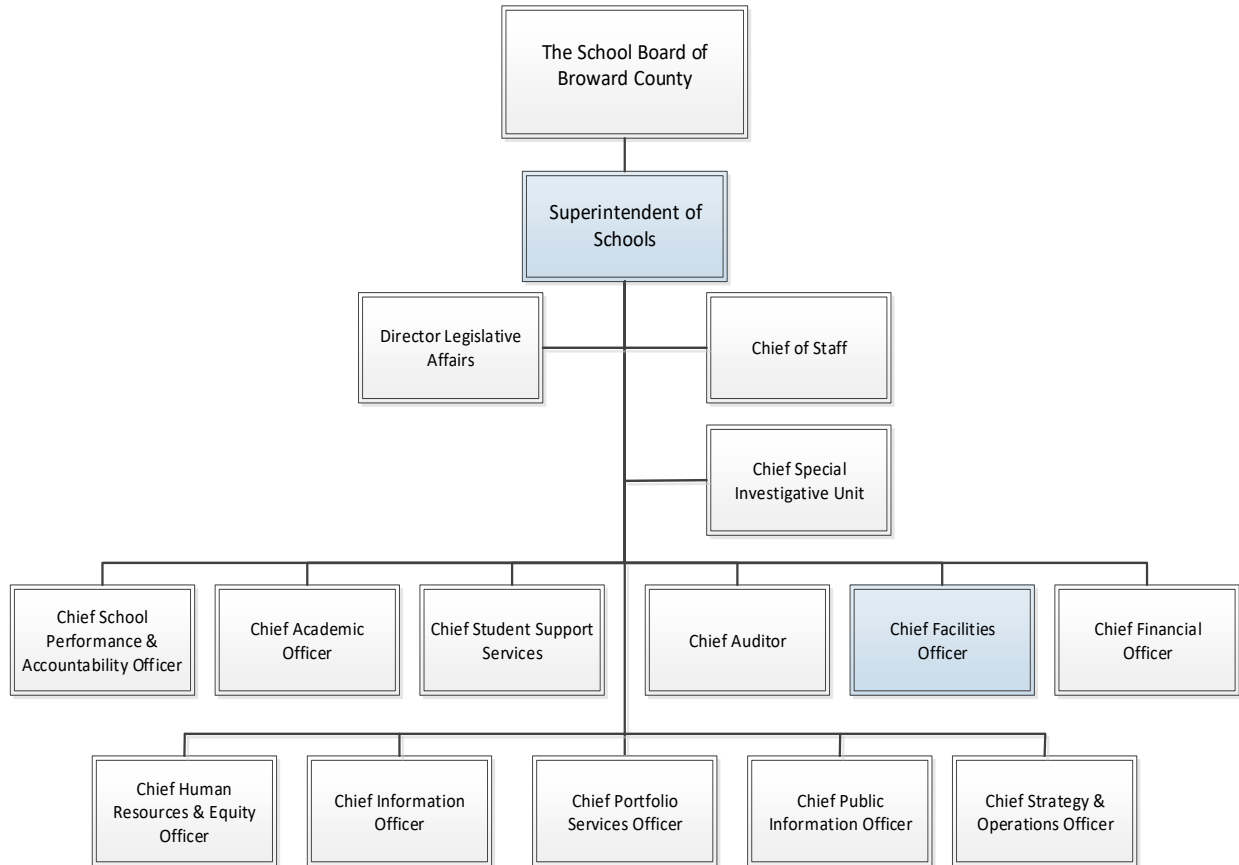 The School Board of
Broward County
Superintendent of
Schools
Director Legislative
Affairs
Chief of Staff
Chief Special
Investigative Unit
Chief School
Performance &
Accountability Officer
Chief Academic
Officer
Chief Student Support
Services
Chief Auditor
Chief Facilities
Officer
Chief Financial
Officer
Chief Human
Resources & Equity
Officer
Chief Information
Officer
Chief Portfolio
Services Officer
Chief Public
Information Officer
Chief Strategy &
Operations Officer